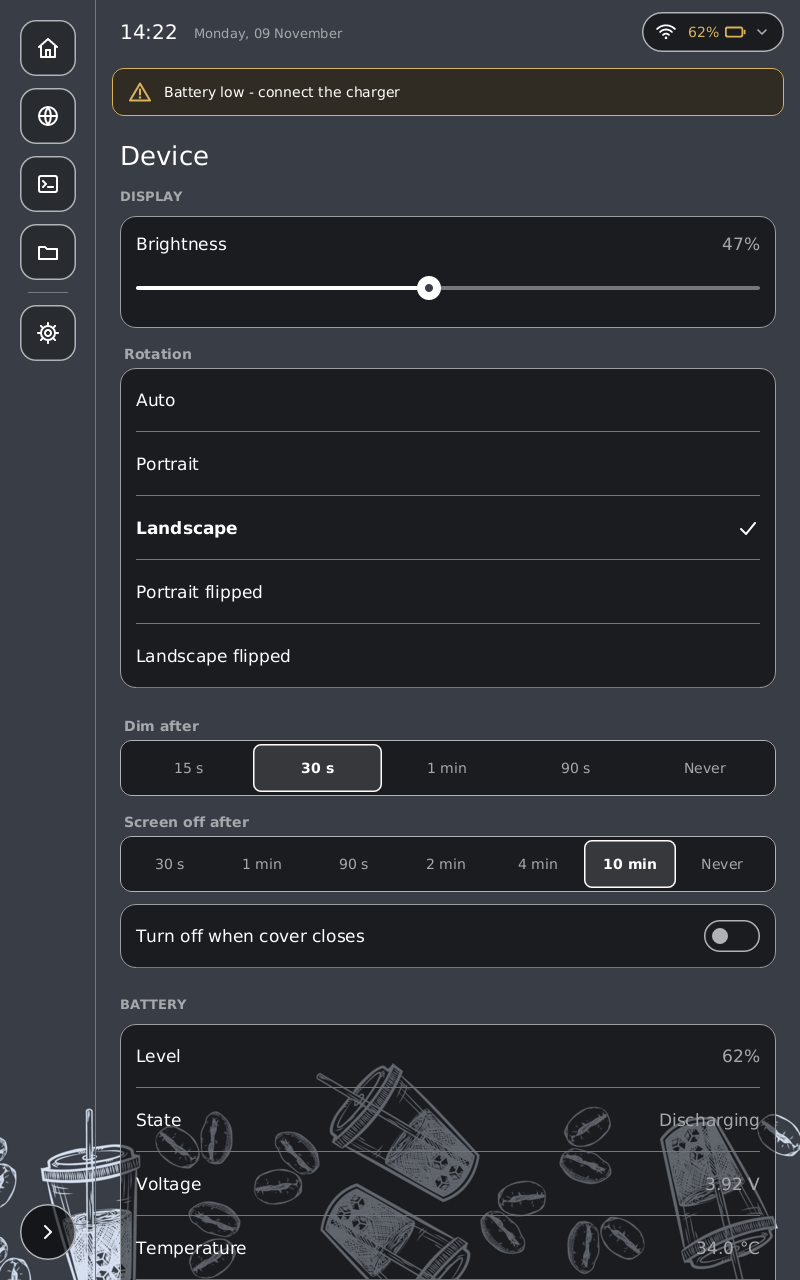 14:22 Monday, 09 November 62%
Battery low - connect the charger
Device
DISPLAY
Brightness 47%
Rotation
Auto
Portrait
Landscape
Portrait flipped
Landscape flipped
Dim after
15 s 30 s 1 min 90 s Never
Screen off after
30 s 1 min 90 s 2 min 4 min 10 min Never
Turn off when cover closes
BATTERY
Level 62%
State Discharging
Voltage 3.92 V
Temperature 34.0 °C